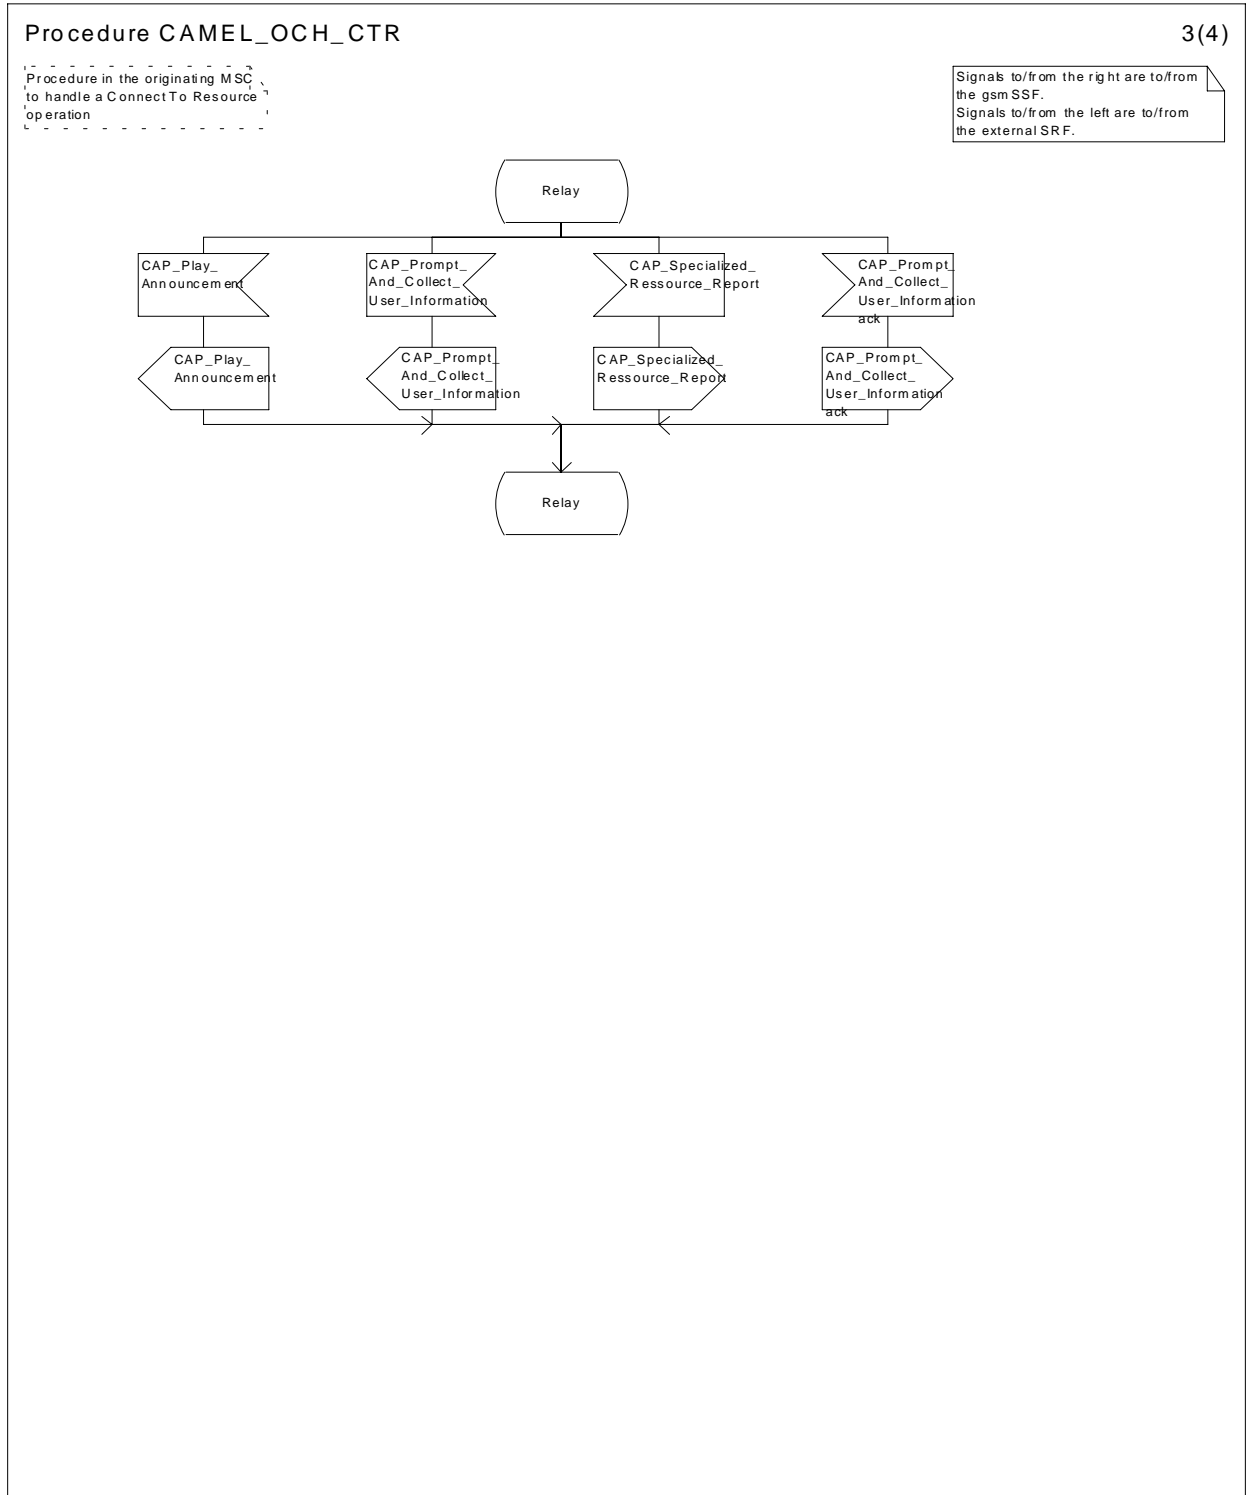 Procedure CAMEL_OCH_CTR
3(4)
Procedure in the originating MSC
to handle a Connect To Resource
operation
Signals to/from the right are to/from
the gsmSSF.
Signals to/from the left are to/from
the external SRF.
Relay
CAP_Play_
Announcement
CAP_Prompt_
And_Collect_
User_Information
CAP_Specialized_
Ressource_Report
CAP_Prompt_
And_Collect_
User_Information
ack
CAP_Play_
Announcement
CAP_Prompt_
And_Collect_
User_Information
CAP_Specialized_
Ressource_Report
CAP_Prompt_
And_Collect_
User_Information
ack
Relay